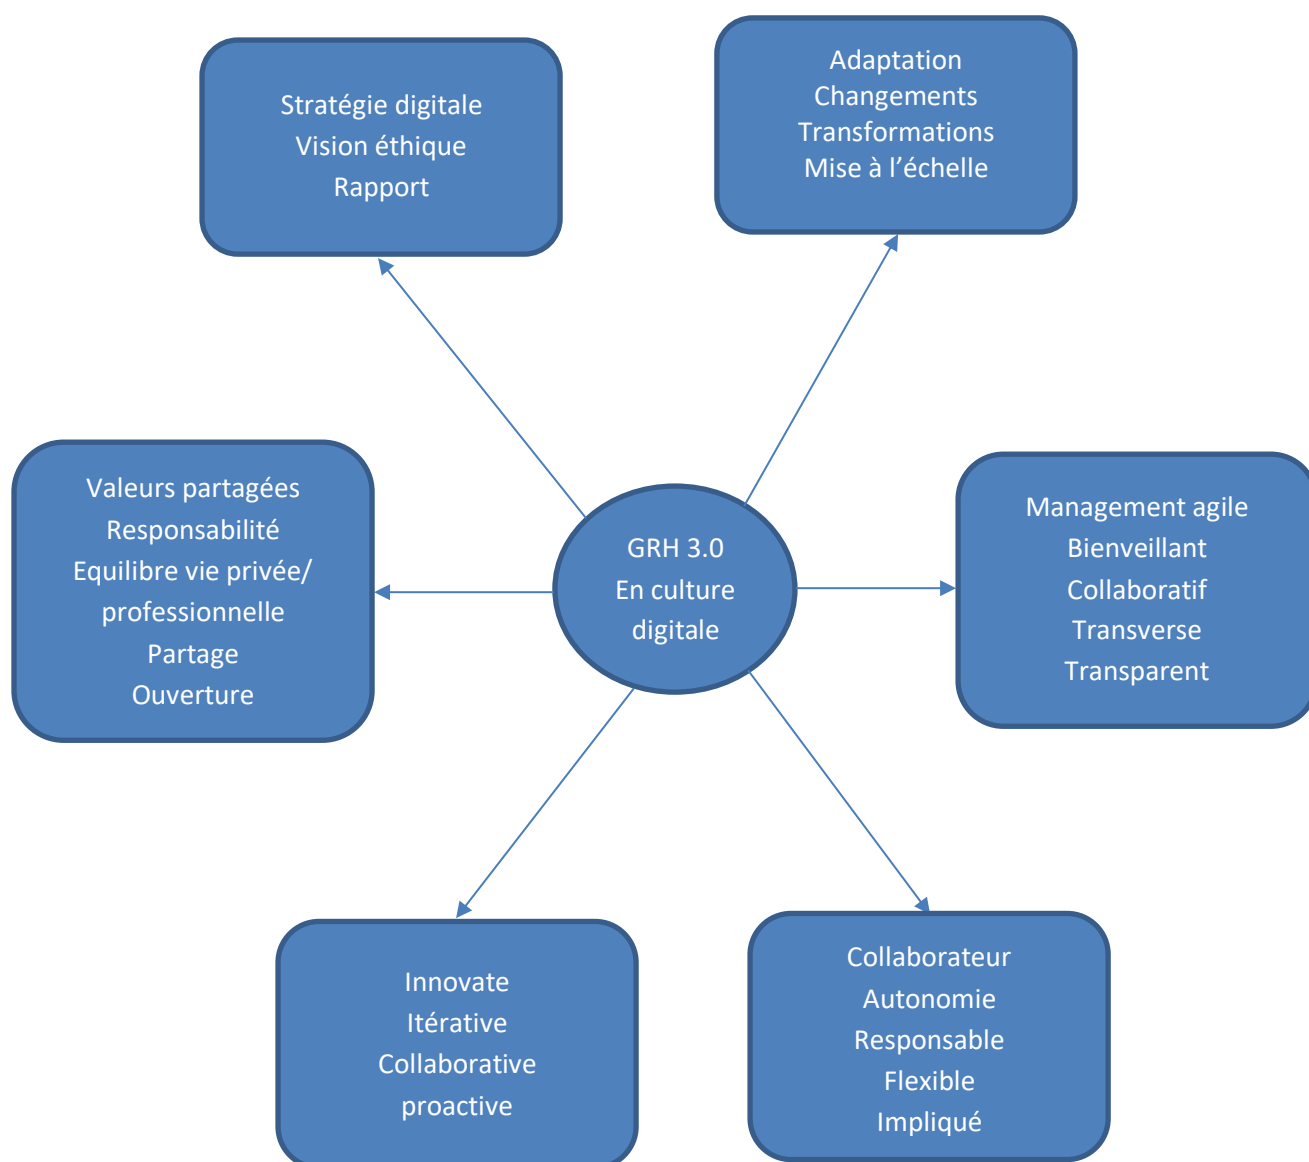 Stratégie digitale
Vision éthique
Rapport
Adaptation
Changements
Transformations
Mise à l’échelle
Valeurs partagées
Responsabilité
Equilibre vie privée/
professionnelle
Partage
Ouverture
GRH 3.0
En culture
digitale
Management agile
Bienveillant
Collaboratif
Transverse
Transparent
Innovate
Itérative
Collaborative
proactive
Collaborateur
Autonomie
Responsable
Flexible
Impliqué